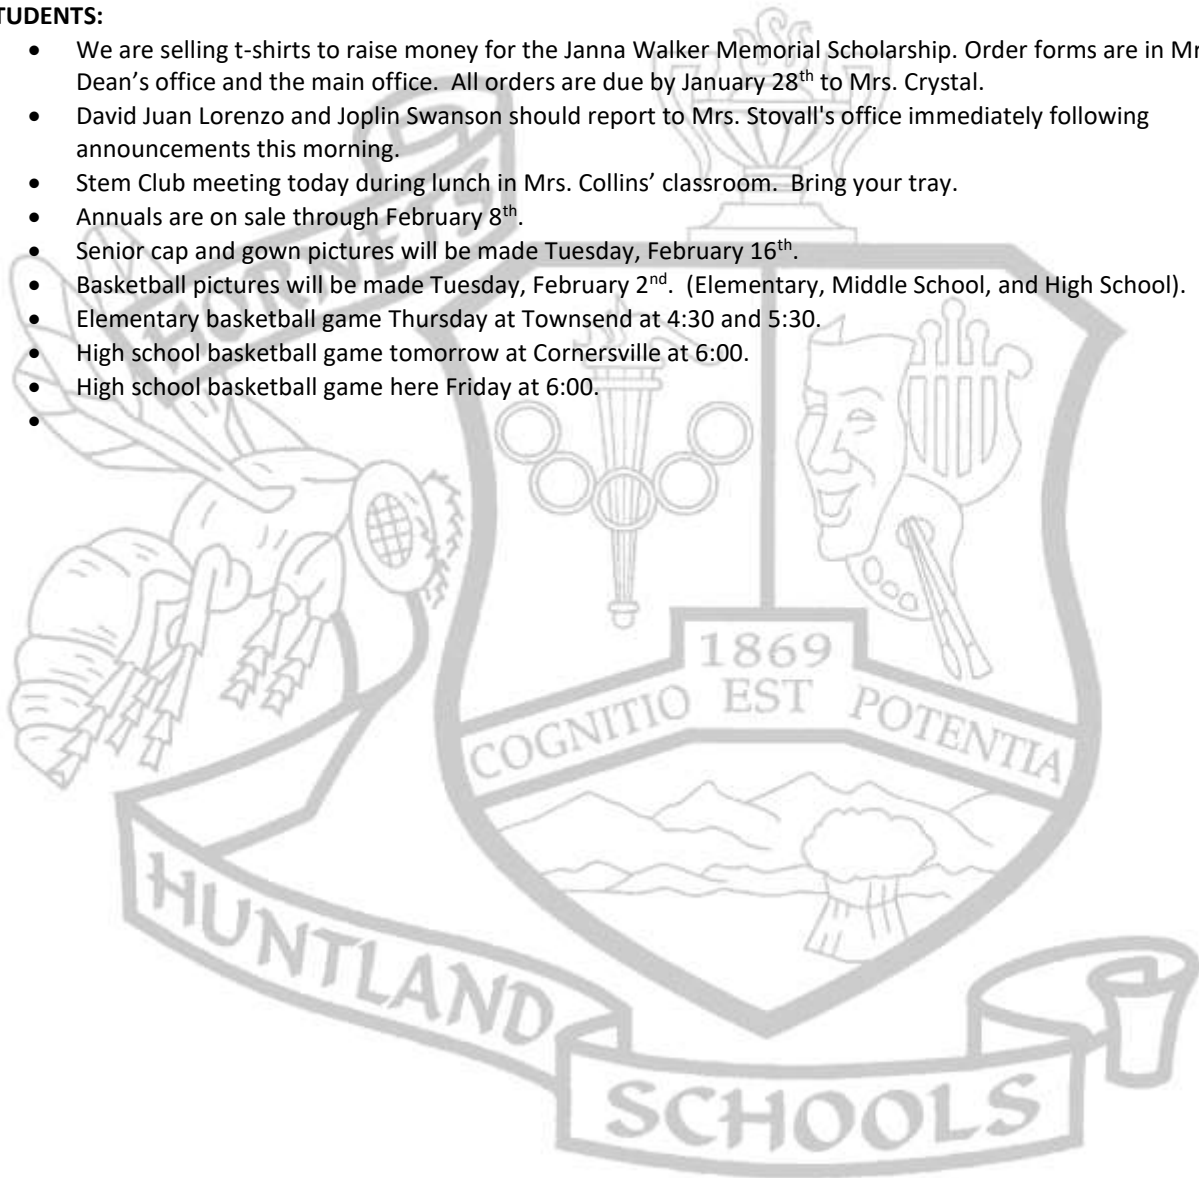 TUDENTS:
• We are selling t-shirts to raise money for the Janna Walker Memorial Scholarship. Order forms are in Mr
Dean’s office and the main office.  All orders are due by January 28th to Mrs. Crystal.
• David Juan Lorenzo and Joplin Swanson should report to Mrs. Stovall's office immediately following
announcements this morning.
• Stem Club meeting today during lunch in Mrs. Collins’ classroom.  Bring your tray.
• Annuals are on sale through February 8th.
• Senior cap and gown pictures will be made Tuesday, February 16th.
• Basketball pictures will be made Tuesday, February 2nd.  (Elementary, Middle School, and High School).
• Elementary basketball game Thursday at Townsend at 4:30 and 5:30.
• High school basketball game tomorrow at Cornersville at 6:00.
• High school basketball game here Friday at 6:00.
•
HORNETS
1869
COGNITIO EST POTENTIA
HUNTLAND
SCHOOLS